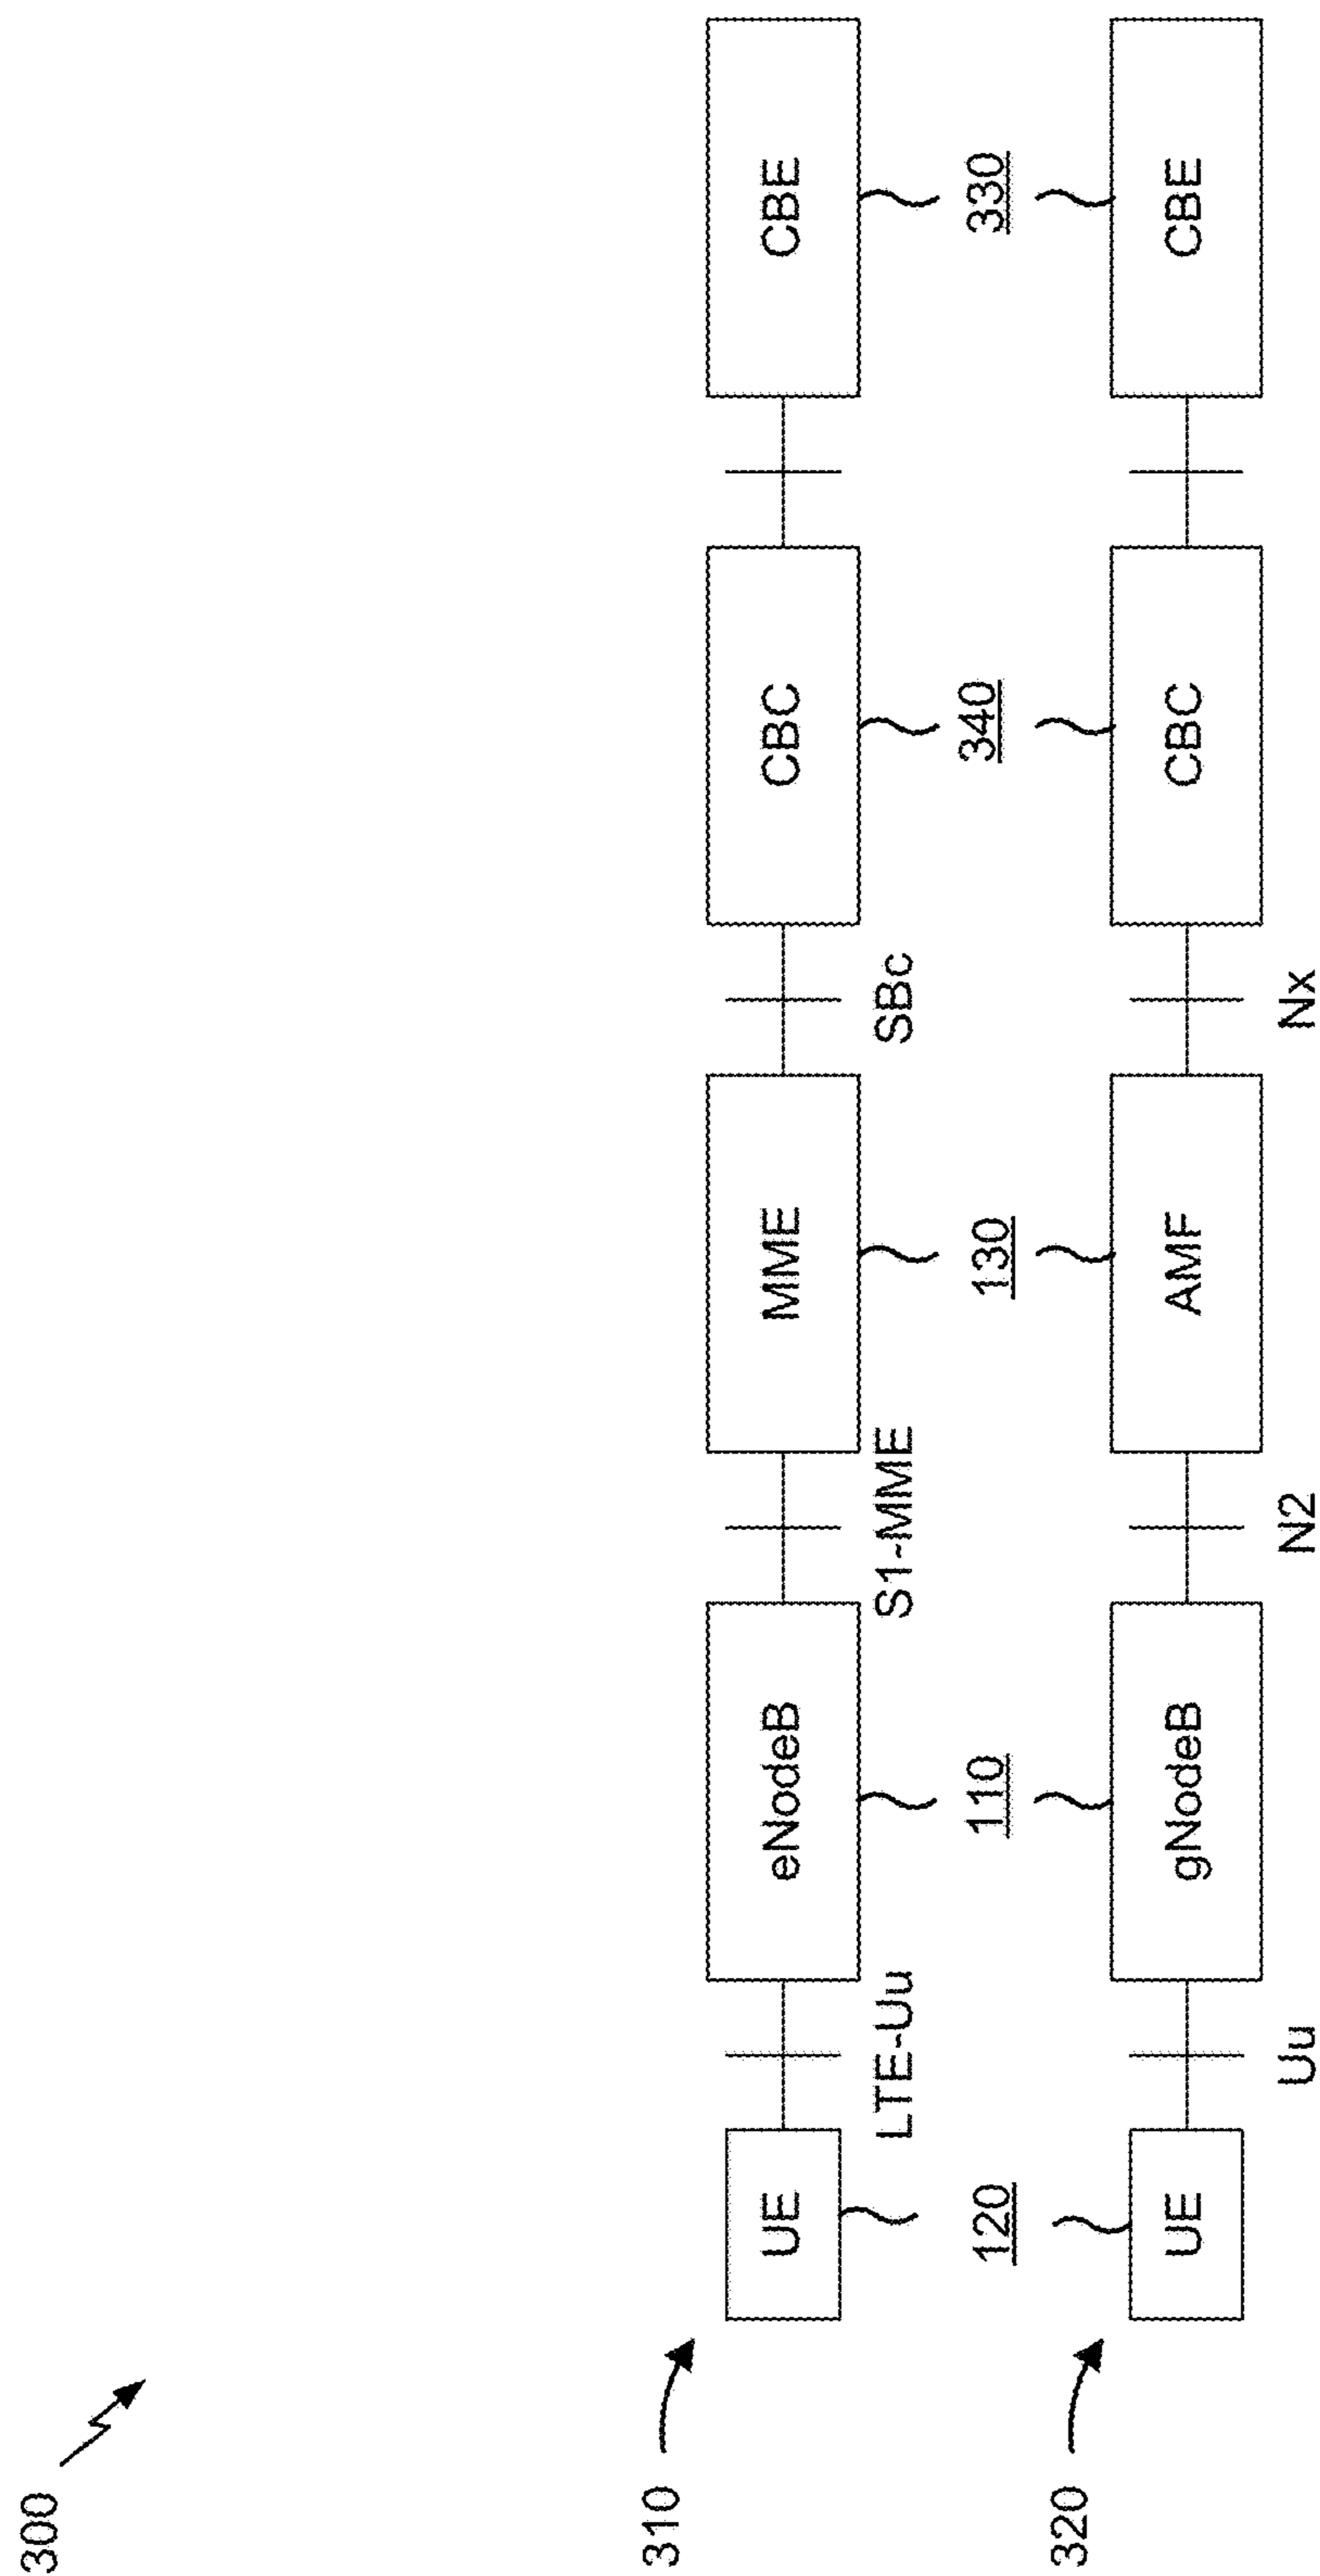 300
310
UE
eNodeB
MME
CBC
CBE
LTE-Uu
S1-MME
SBc
120
110
130
340
330
320
UE
gNodeB
AMF
CBC
CBE
Uu
N2
Nx